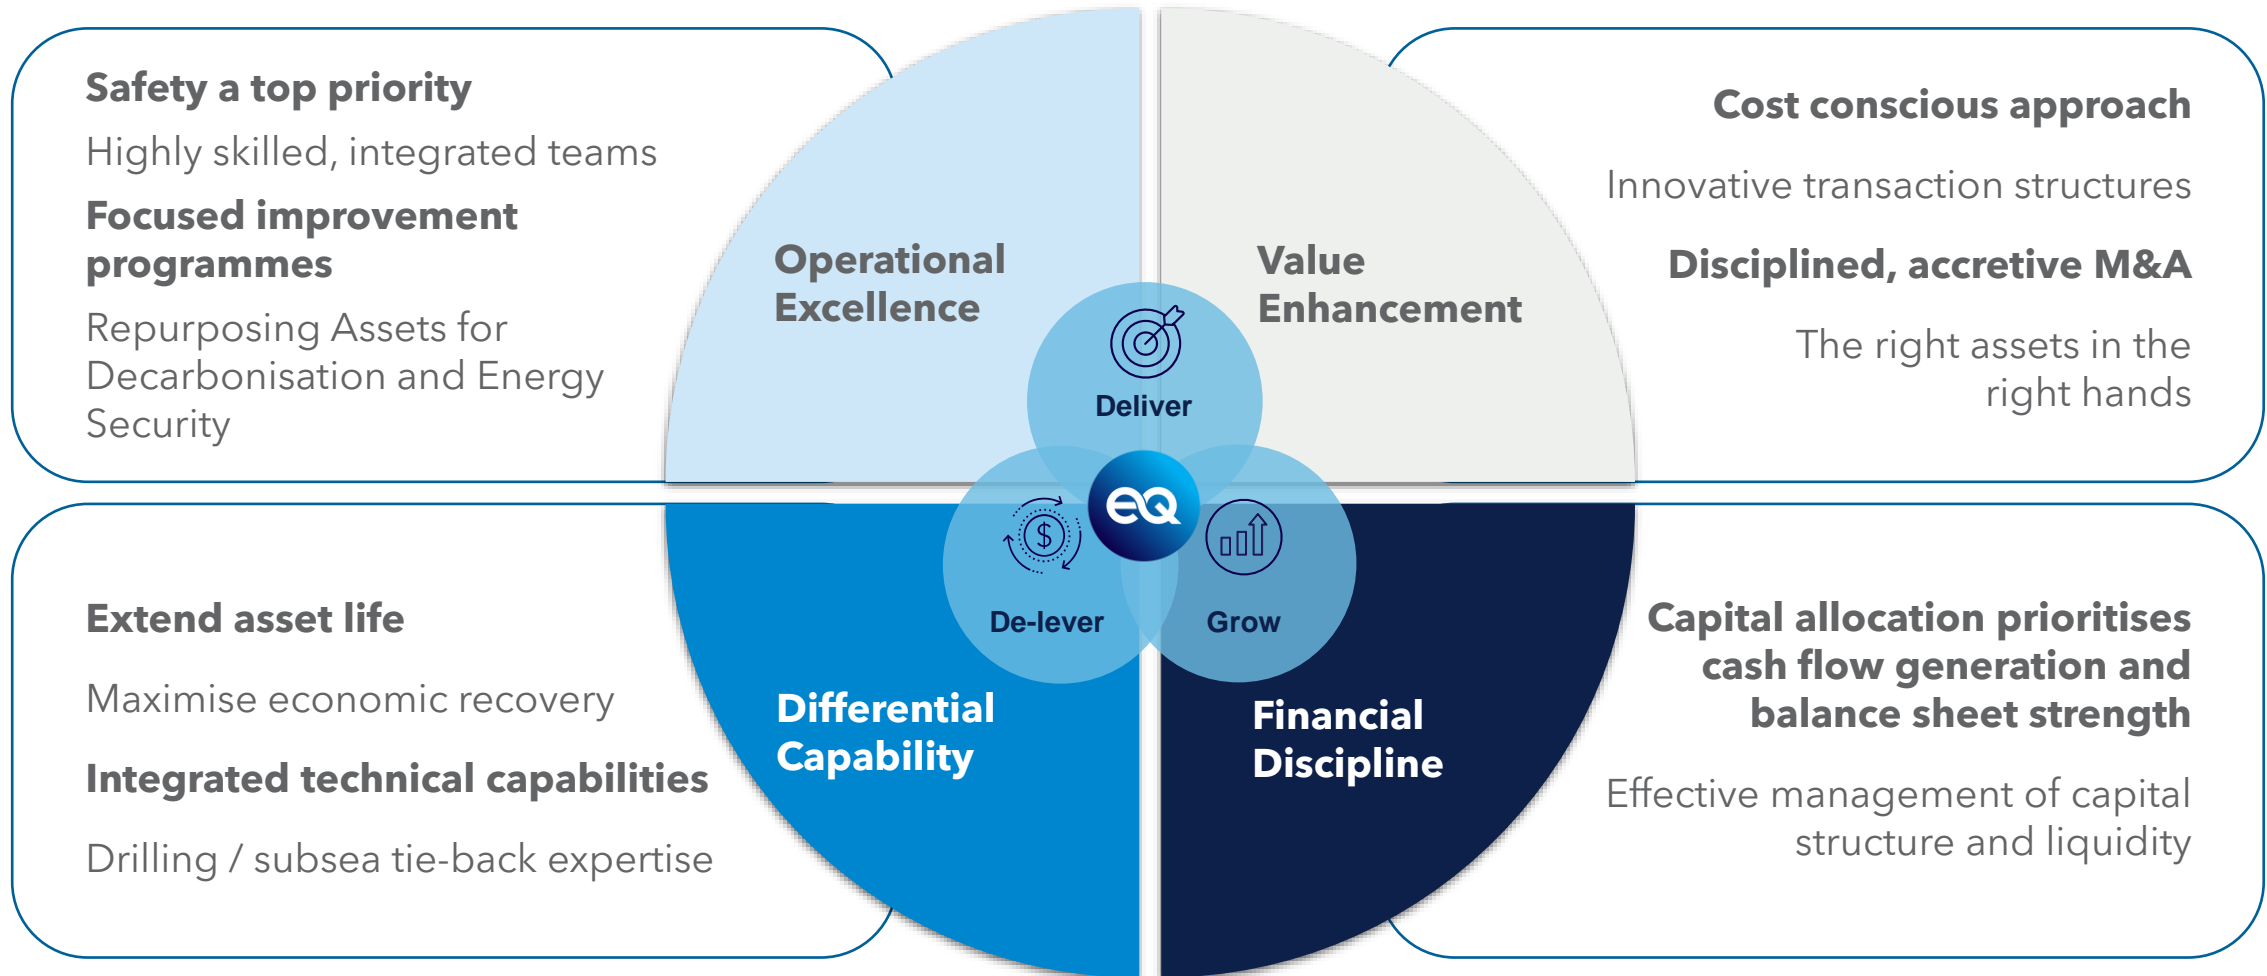 Safety a top priority
Highly skilled, integrated teams
Focused improvement
programmes
Repurposing Assets for
Decarbonisation and Energy
Security
Operational
Excellence
Value
Enhancement
Cost conscious approach
Innovative transaction structures
Disciplined, accretive M&A
The right assets in the
right hands
Deliver
$
eQ
De-lever
Grow
Extend asset life
Maximise economic recovery
Integrated technical capabilities
Drilling / subsea tie-back expertise
Differential
Capability
Financial
Discipline
Capital allocation prioritises
cash flow generation and
balance sheet strength
Effective management of capital
structure and liquidity